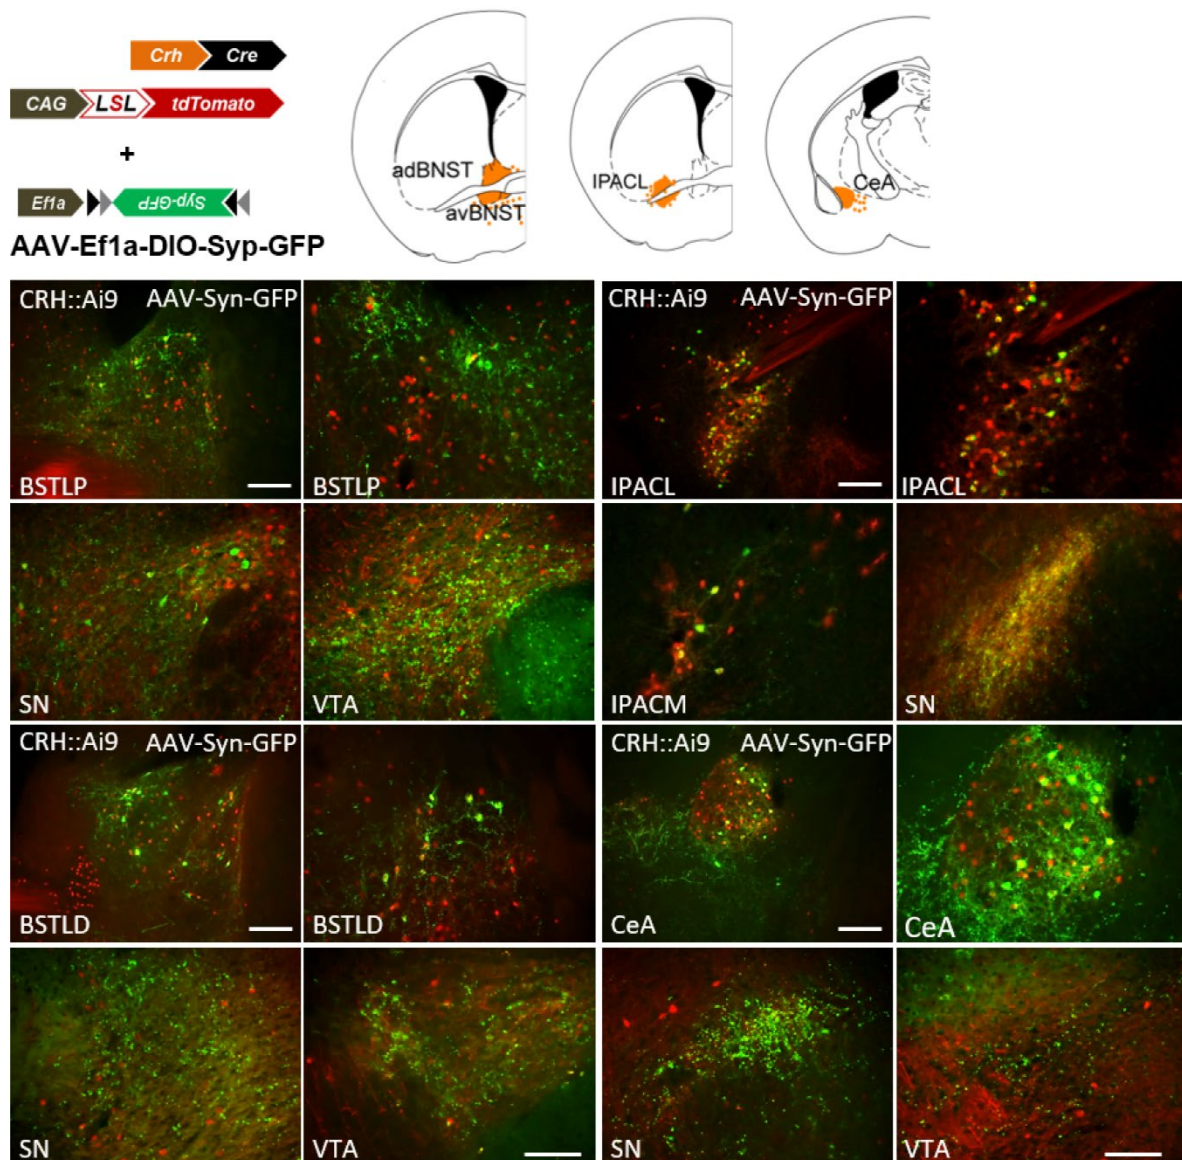 Crh Cre
CAG LSL tdTomato
+
Ef1a Syp-GFP
AAV-Ef1a-DIO-Syp-GFP
adBNST
avBNST
IPACL
CeA
CRH::Ai9 AAV-Syn-GFP
BSTLP
BSTLP
CRH::Ai9 AAV-Syn-GFP
IPACL
IPACL
SN
VTA
IPACM
SN
CRH::Ai9 AAV-Syn-GFP
BSTLD
BSTLD
CRH::Ai9 AAV-Syn-GFP
CeA
CeA
SN
VTA
SN
VTA